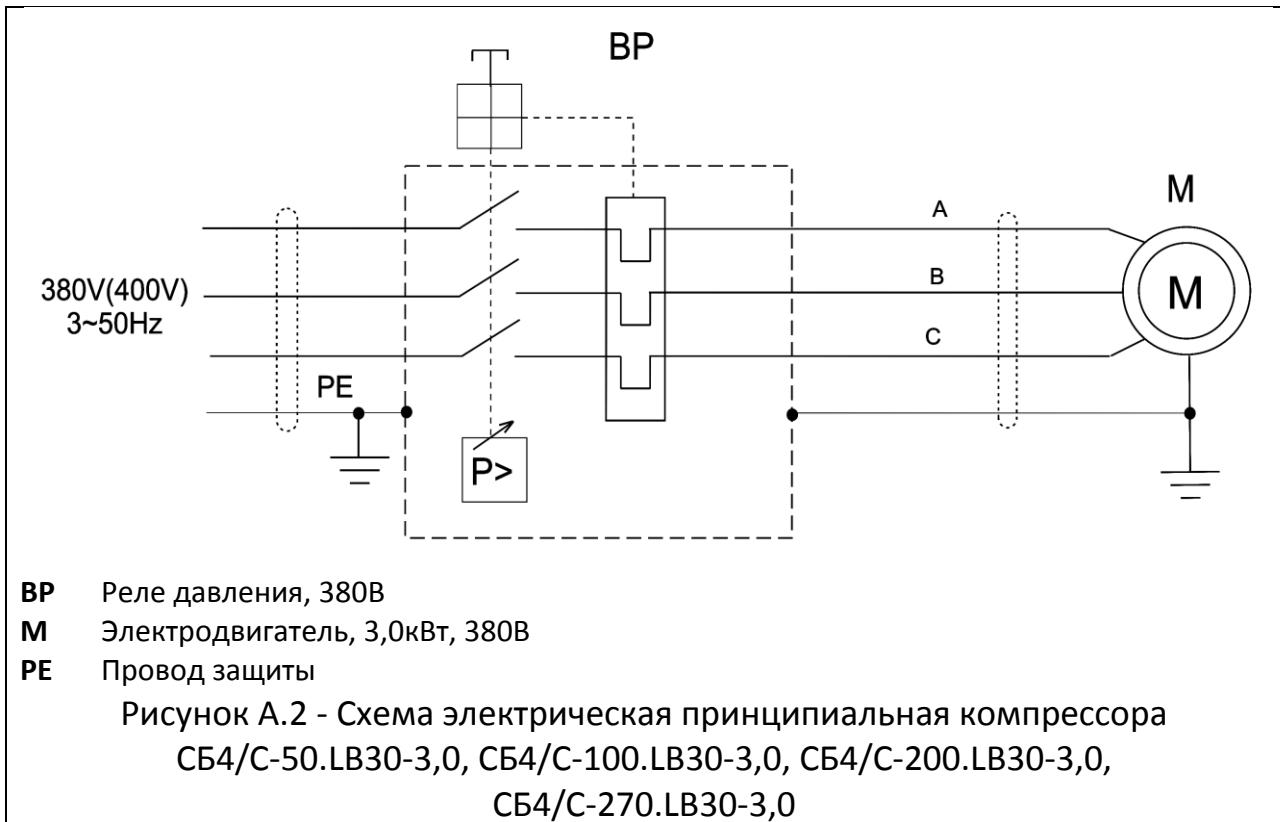 BP
M
A
380V(400V)
3~50Hz
B
M
C
PE
P>
BP Реле давления, 380В
M Электродвигатель, 3,0кВт, 380В
PE Провод защиты
Рисунок А.2 - Схема электрическая принципиальная компрессора
СБ4/С-50.LB30-3,0, СБ4/С-100.LB30-3,0, СБ4/С-200.LB30-3,0,
СБ4/С-270.LB30-3,0